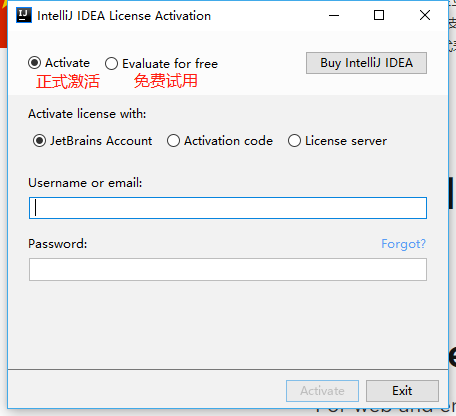 IJ IntelliJ IDEA License Activation
Activate Evaluate for free Buy IntelliJ IDEA
正式激活 免费试用
Activate license with:
JetBrains Account Activation code License server
Username or email:
Password: Forgot?
Activate Exit
For web and en